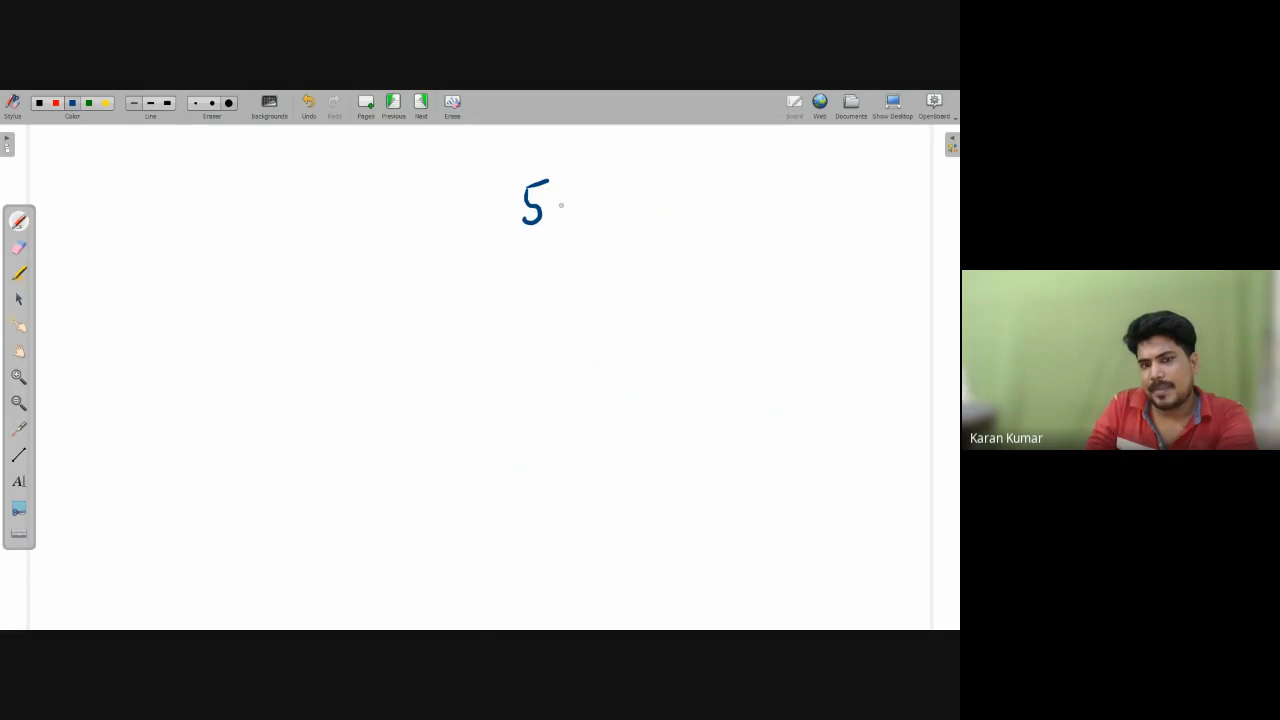 Stylus
Color
Line
Eraser
Backgrounds
Undo
Redo
Pages
Previous
Next
Erase
Board
Web
Documents
Show Desktop
OpenBoard
5
Karan Kumar